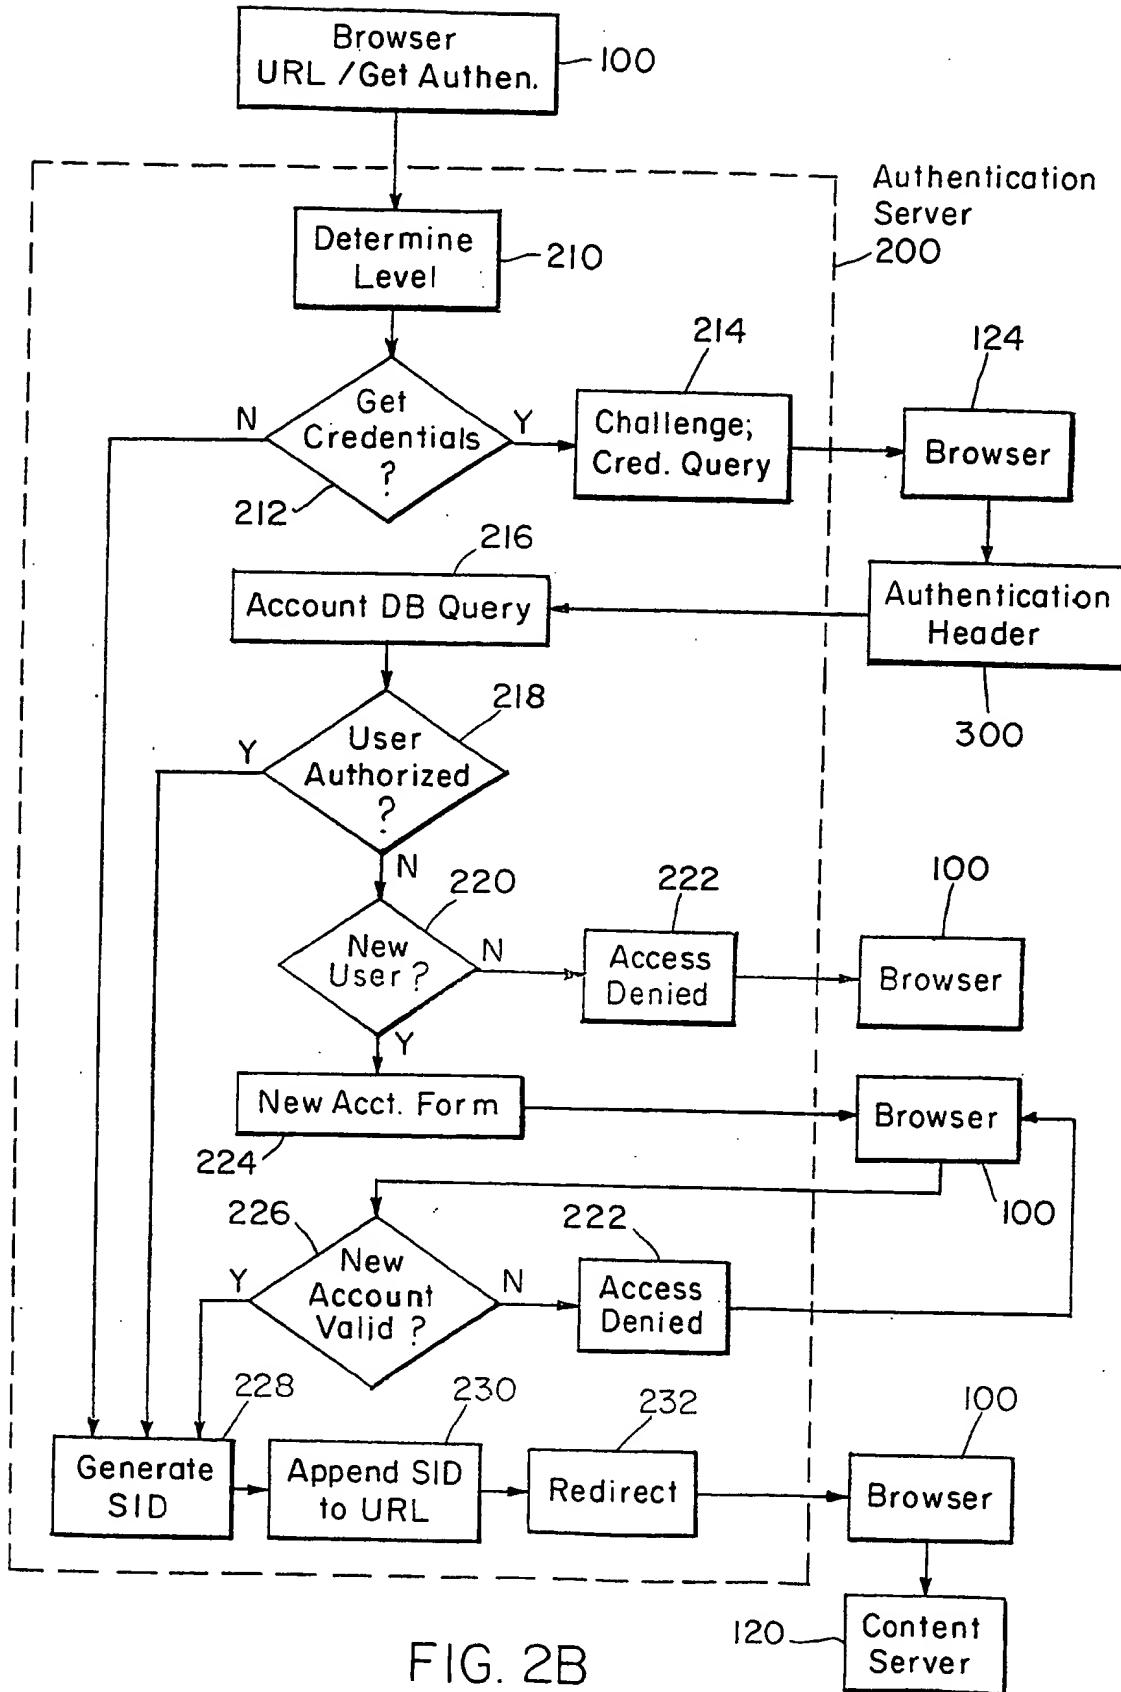 Browser
URL /Get Authen.
100
Authentication
Server
200
Determine
Level
210
214
124
N
Get
Credentials
?
Y
Challenge;
Cred. Query
Browser
212
216
Account DB Query
Authentication
Header
300
218
Y
User
Authorized
?
N
220
222
100
New
User ?
N
Access
Denied
Browser
Y
New Acct. Form
Browser
224
100
226
222
Y
New
Account
Valid ?
N
Access
Denied
228
230
232
100
Generate
SID
Append SID
to URL
Redirect
Browser
120
Content
Server
FIG. 2B